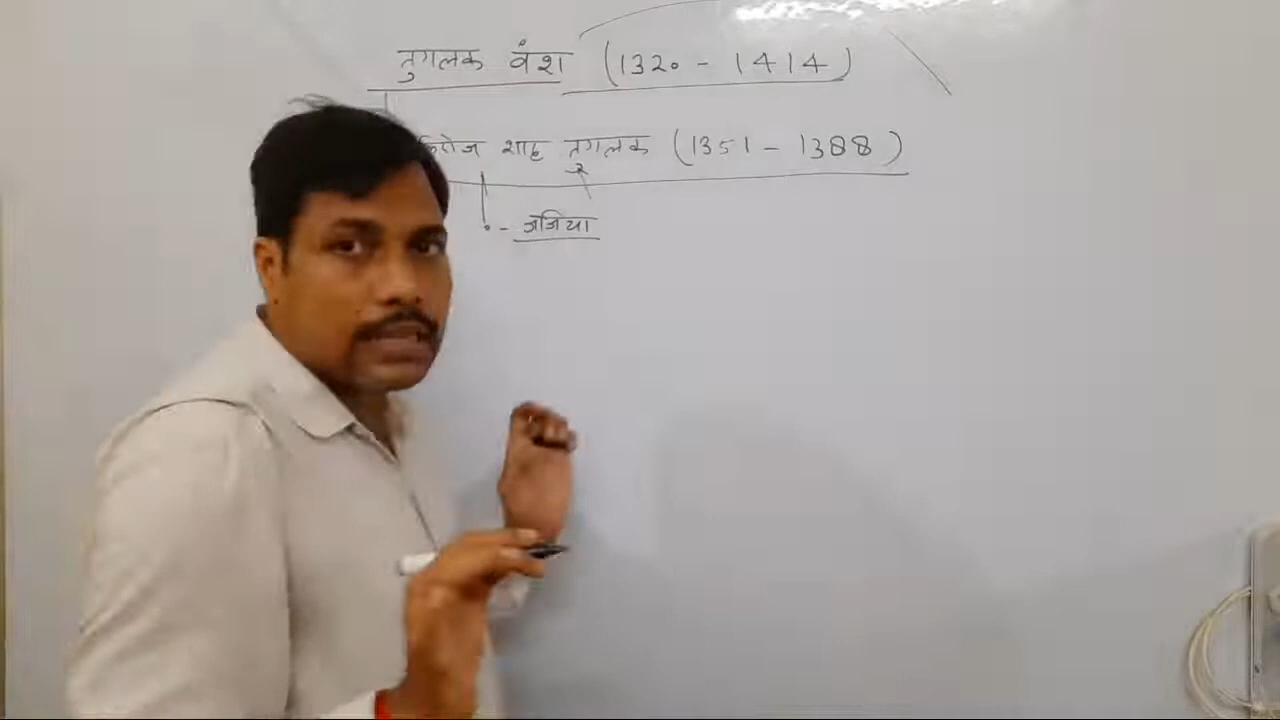 तुगलक वंश (1320 - 1414)
शाह तुगलक (1351 - 1388)
- जजिया